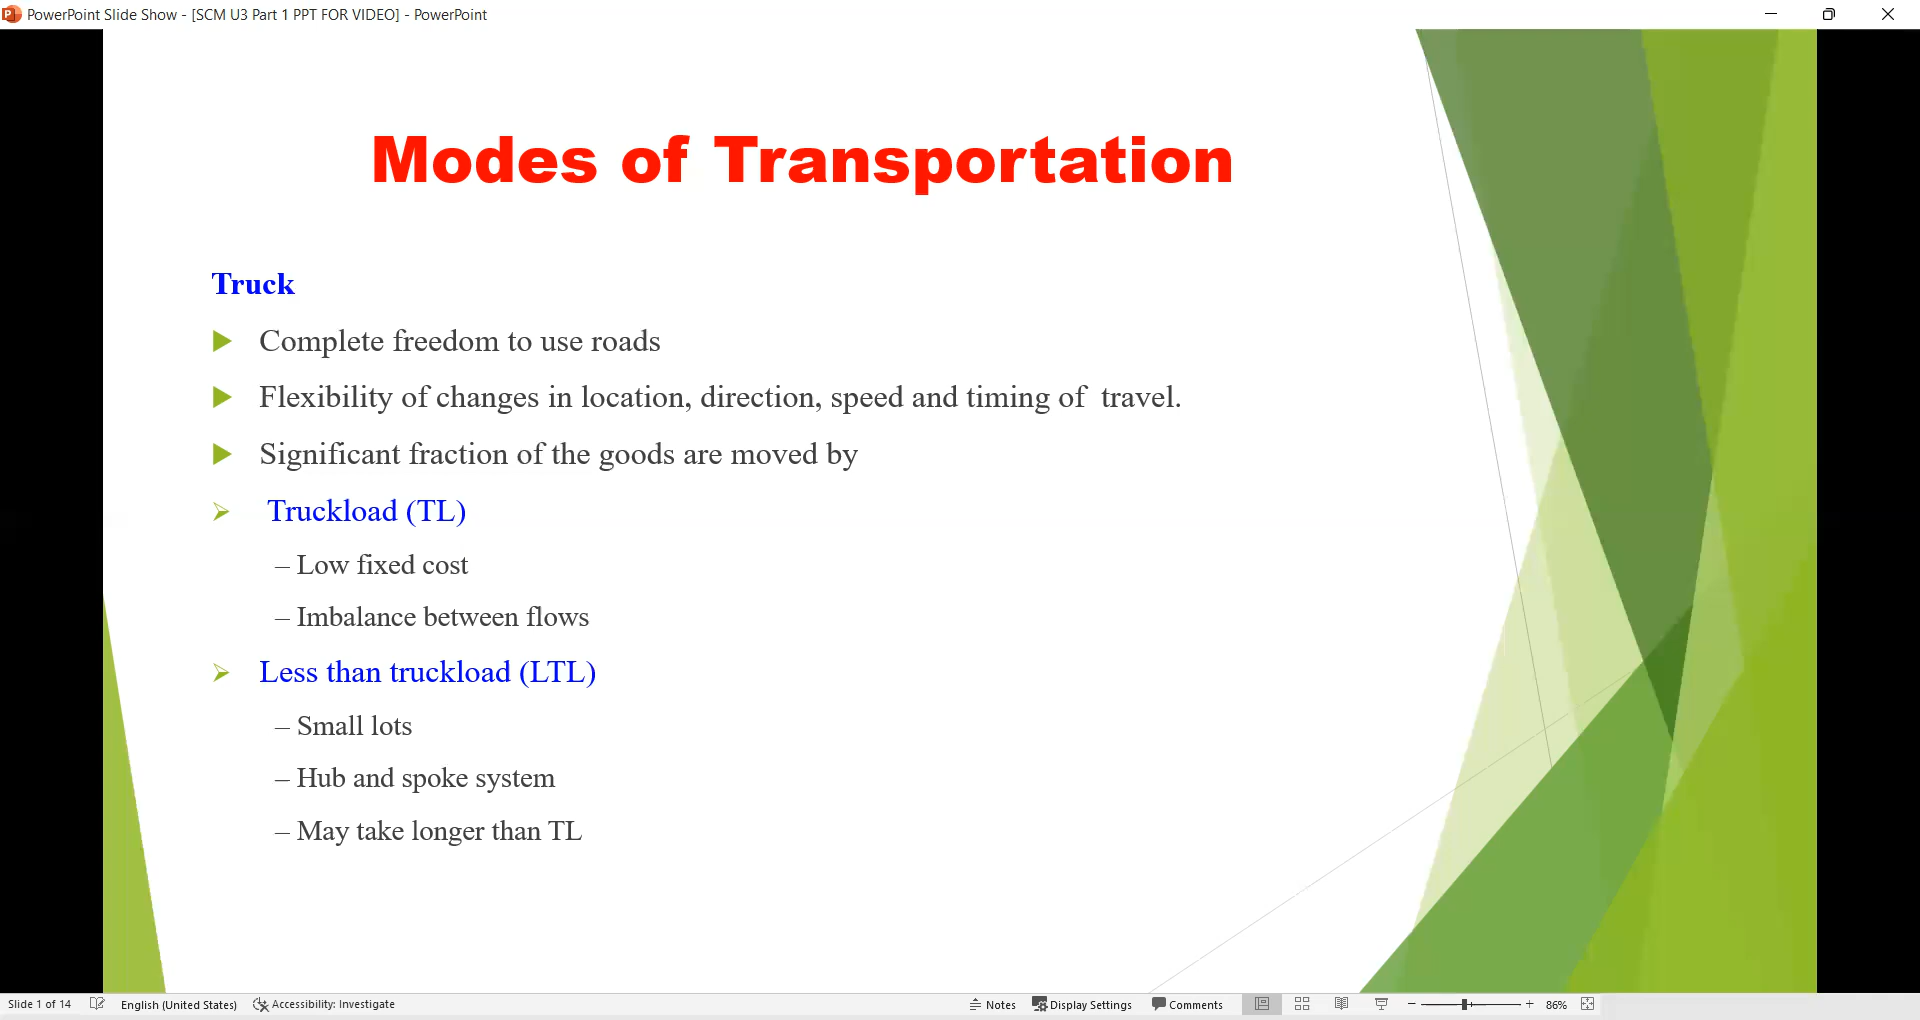 PowerPoint Slide Show - [SCM U3 Part 1 PPT FOR VIDEO] - PowerPoint
Modes of Transportation
Truck
Complete freedom to use roads
Flexibility of changes in location, direction, speed and timing of travel.
Significant fraction of the goods are moved by
Truckload (TL)
– Low fixed cost
– Imbalance between flows
Less than truckload (LTL)
– Small lots
– Hub and spoke system
– May take longer than TL
Slide 1 of 14 English (United States) Accessibility: Investigate Notes Display Settings Comments 86%